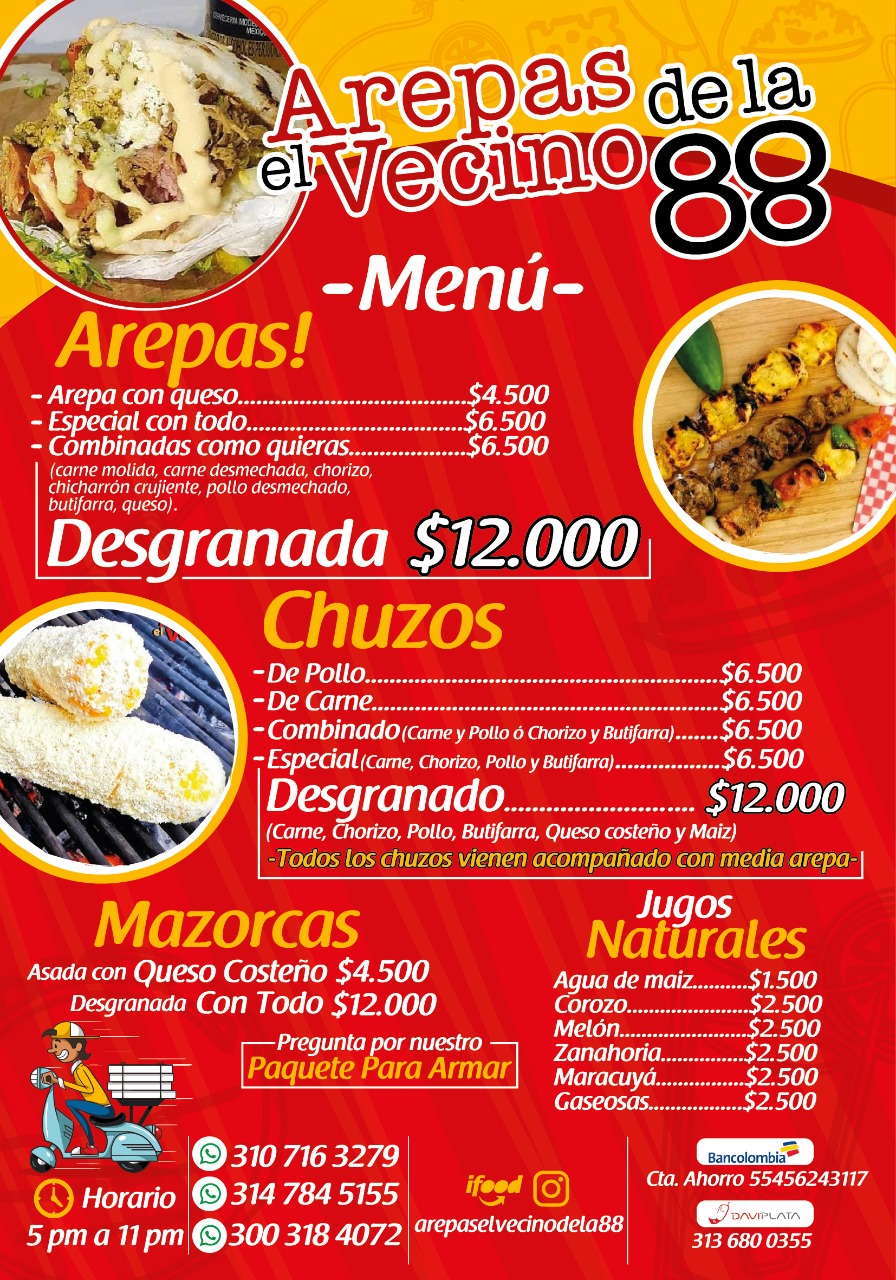 CERVECERIA MODELO
MEXICO
Arepas de la
el Vecino 88
-Menú-
Arepas!
- Arepa con queso......................................$4.500
- Especial con todo.....................................$6.500
- Combinadas como quieras....................$6.500
(carne molida, carne desmechada, chorizo,
chicharrón crujiente, pollo desmechado,
butifarra, queso).
Desgranada $12.000
Chuzos
-De Pollo............................................................$6.500
-De Carne...........................................................$6.500
-Combinado(Carne y Pollo ó Chorizo y Butifarra).......$6.500
-Especial(Carne, Chorizo, Pollo y Butifarra).................$6.500
Desgranado............................ $12.000
(Carne, Chorizo, Pollo, Butifarra, Queso costeño y Maiz)
-Todos los chuzos vienen acompañado con media arepa-
Mazorcas
Asada con Queso Costeño $4.500
Desgranada Con Todo $12.000
Pregunta por nuestro
Paquete Para Armar
Jugos
Naturales
Agua de maiz..........$1.500
Corozo......................$2.500
Melón.......................$2.500
Zanahoria.................$2.500
Maracuyá.................$2.500
Gaseosas..................$2.500
Horario
5 pm a 11 pm
310 716 3279
314 784 5155
300 318 4072
ifood
arepaselvecinodela88
Bancolombia
Cta. Ahorro 55456243117
DAVIPLATA
313 680 0355